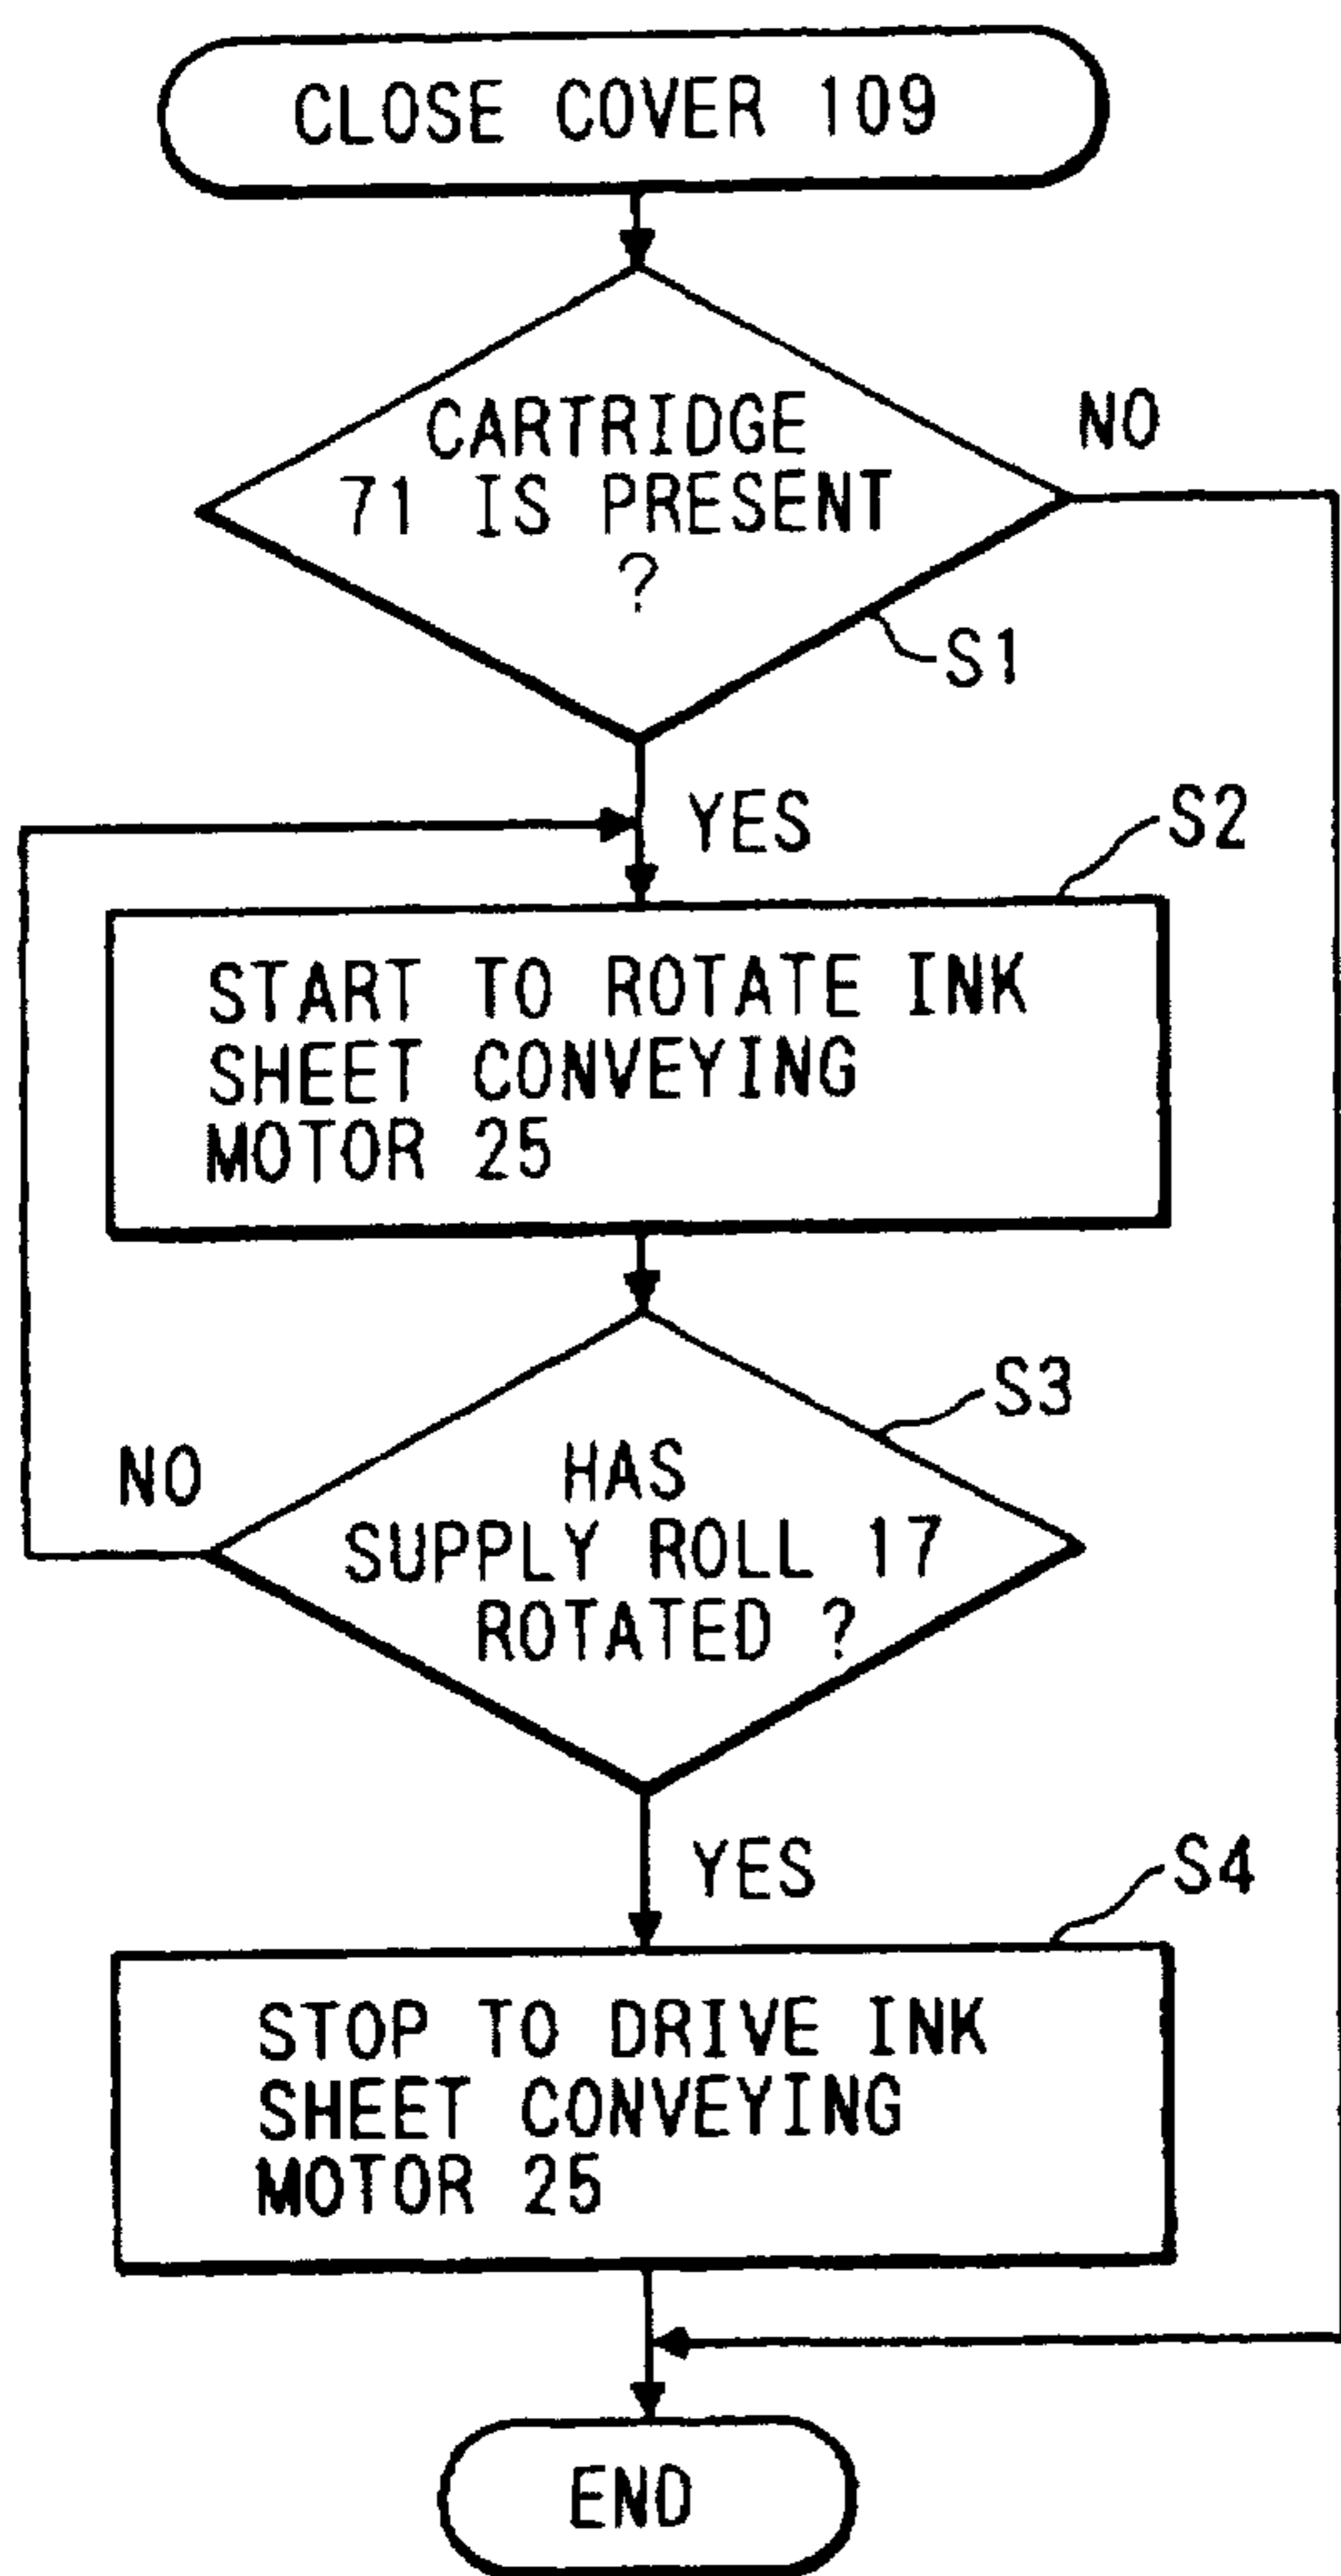 CLOSE COVER 109
CARTRIDGE
71 IS PRESENT
?
NO
S1
YES
S2
START TO ROTATE INK
SHEET CONVEYING
MOTOR 25
S3
NO
HAS
SUPPLY ROLL 17
ROTATED ?
YES
S4
STOP TO DRIVE INK
SHEET CONVEYING
MOTOR 25
END